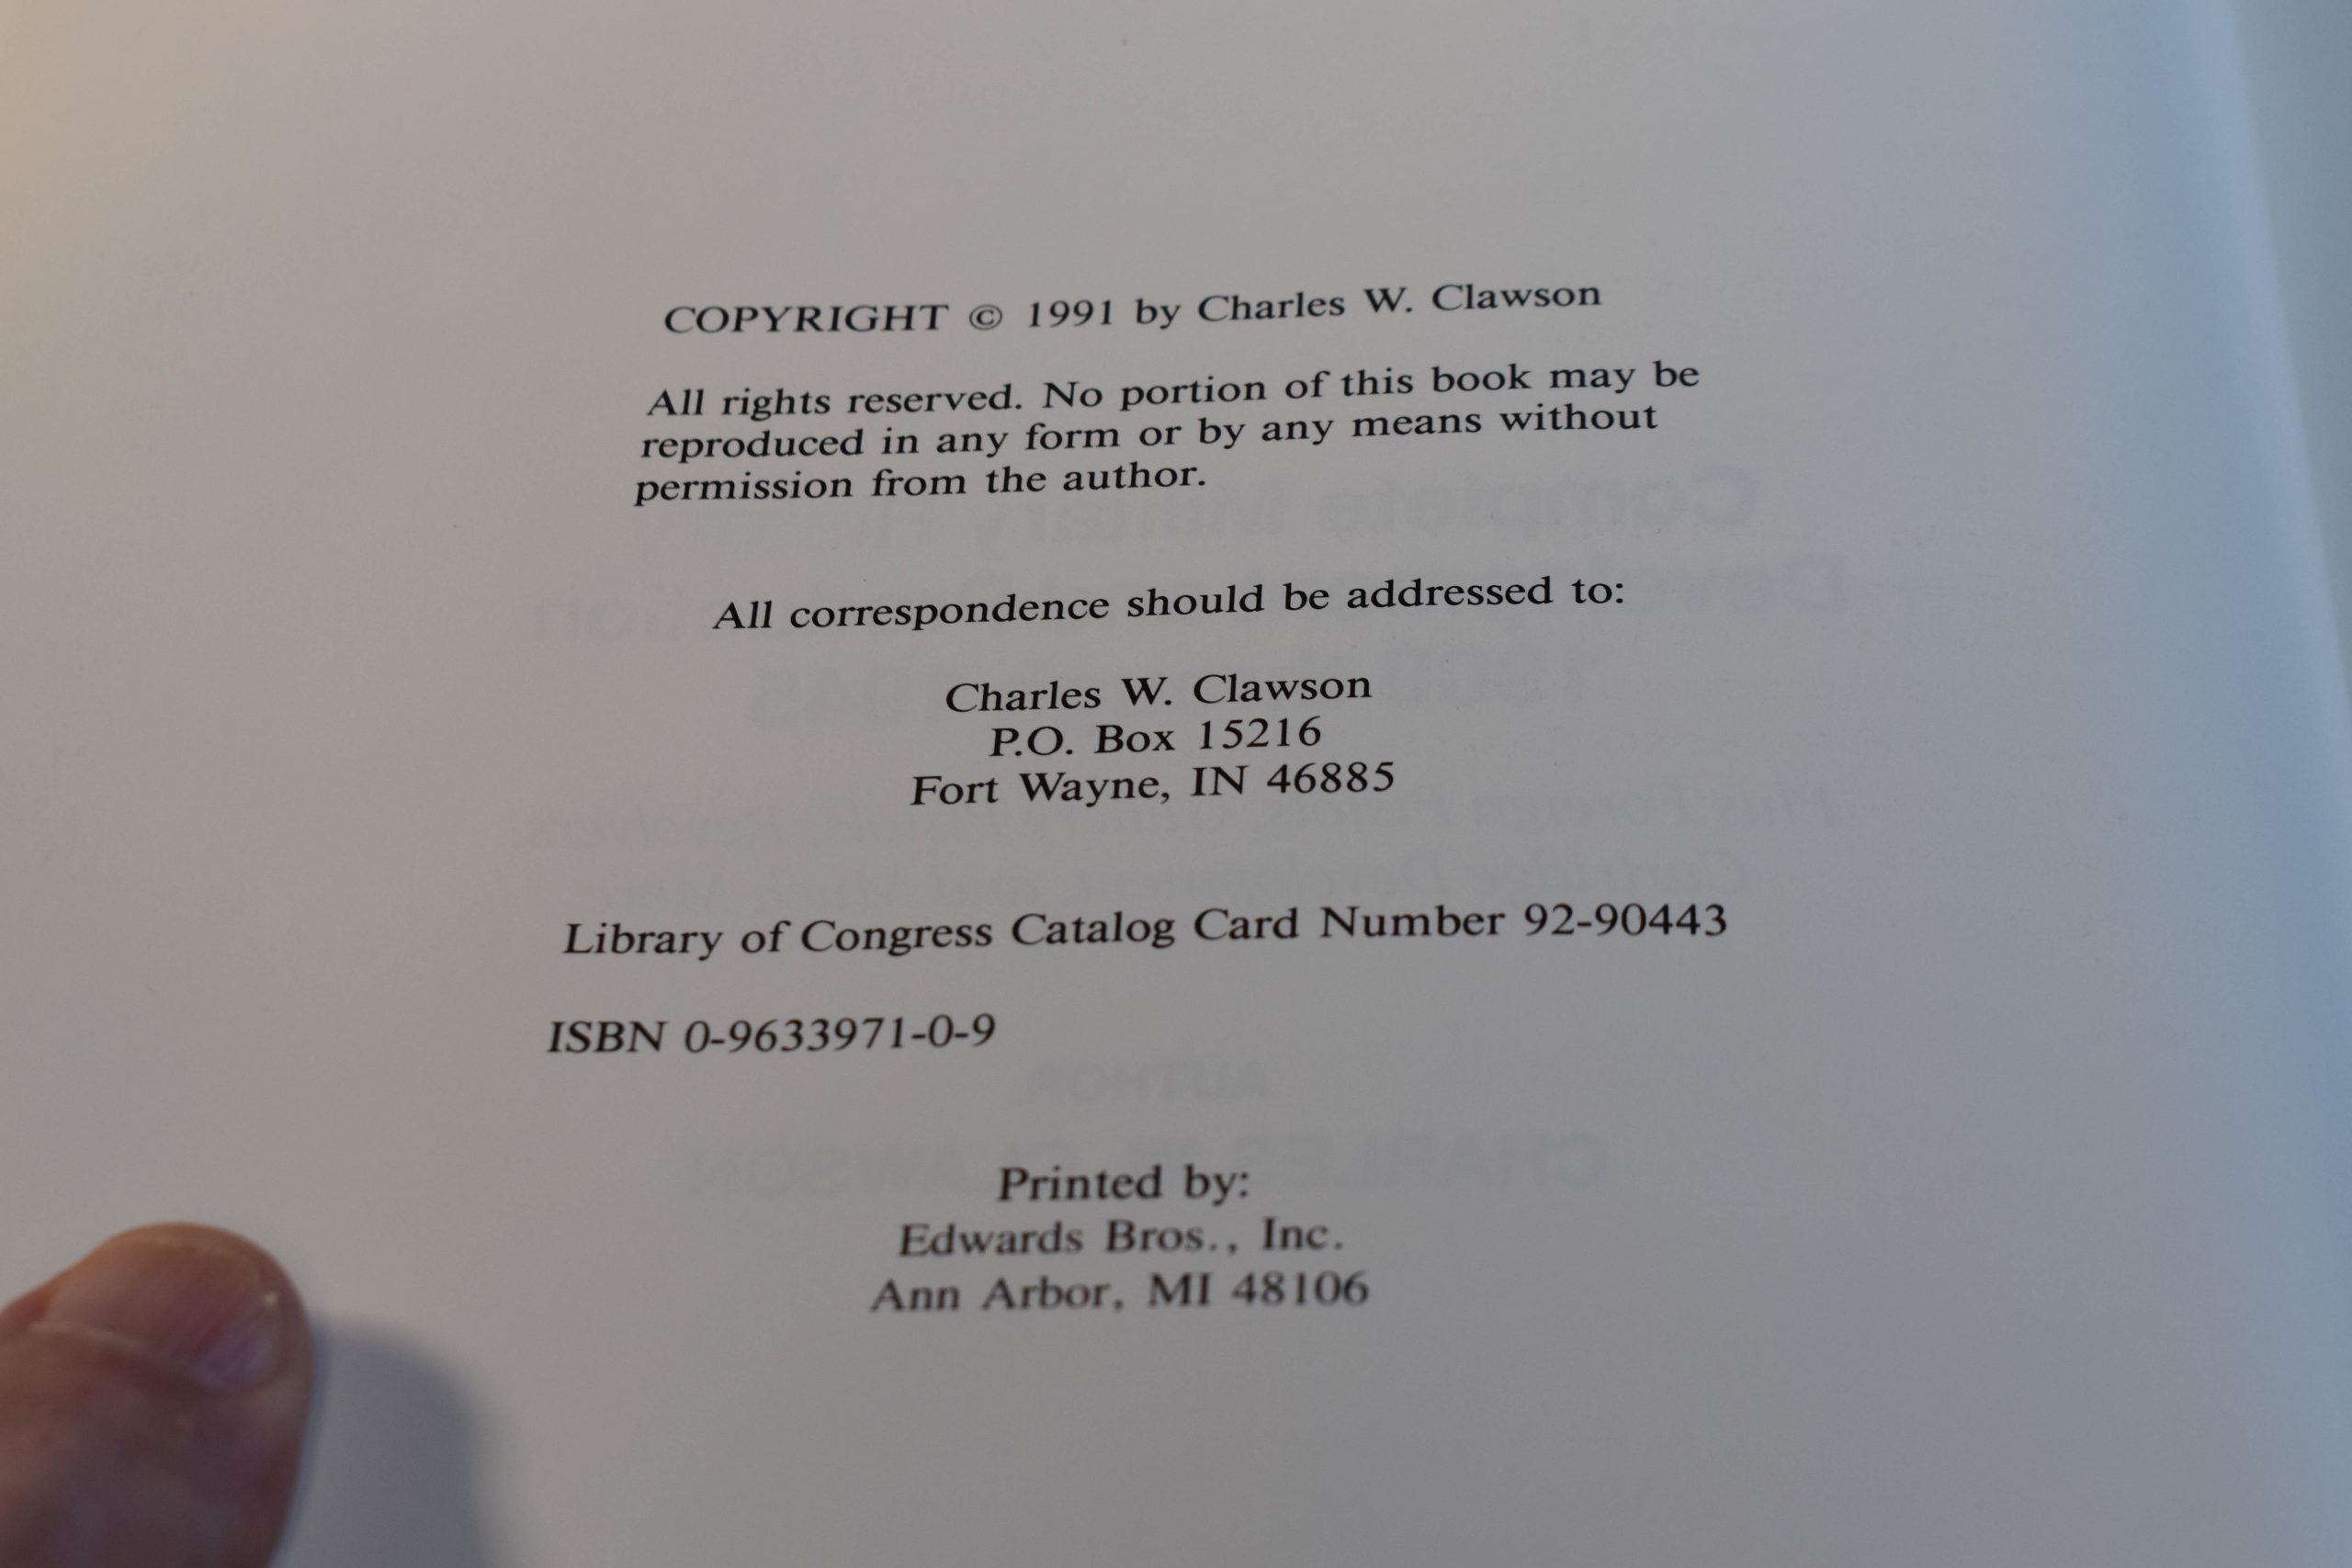 COPYRIGHT © 1991 by Charles W. Clawson
All rights reserved. No portion of this book may be
reproduced in any form or by any means without
permission from the author.
All correspondence should be addressed to:
Charles W. Clawson
P.O. Box 15216
Fort Wayne, IN 46885
Library of Congress Catalog Card Number 92-90443
ISBN 0-9633971-0-9
Printed by:
Edwards Bros., Inc.
Ann Arbor, MI 48106